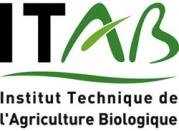 ITAB
Institut Technique de
l'Agriculture Biologique